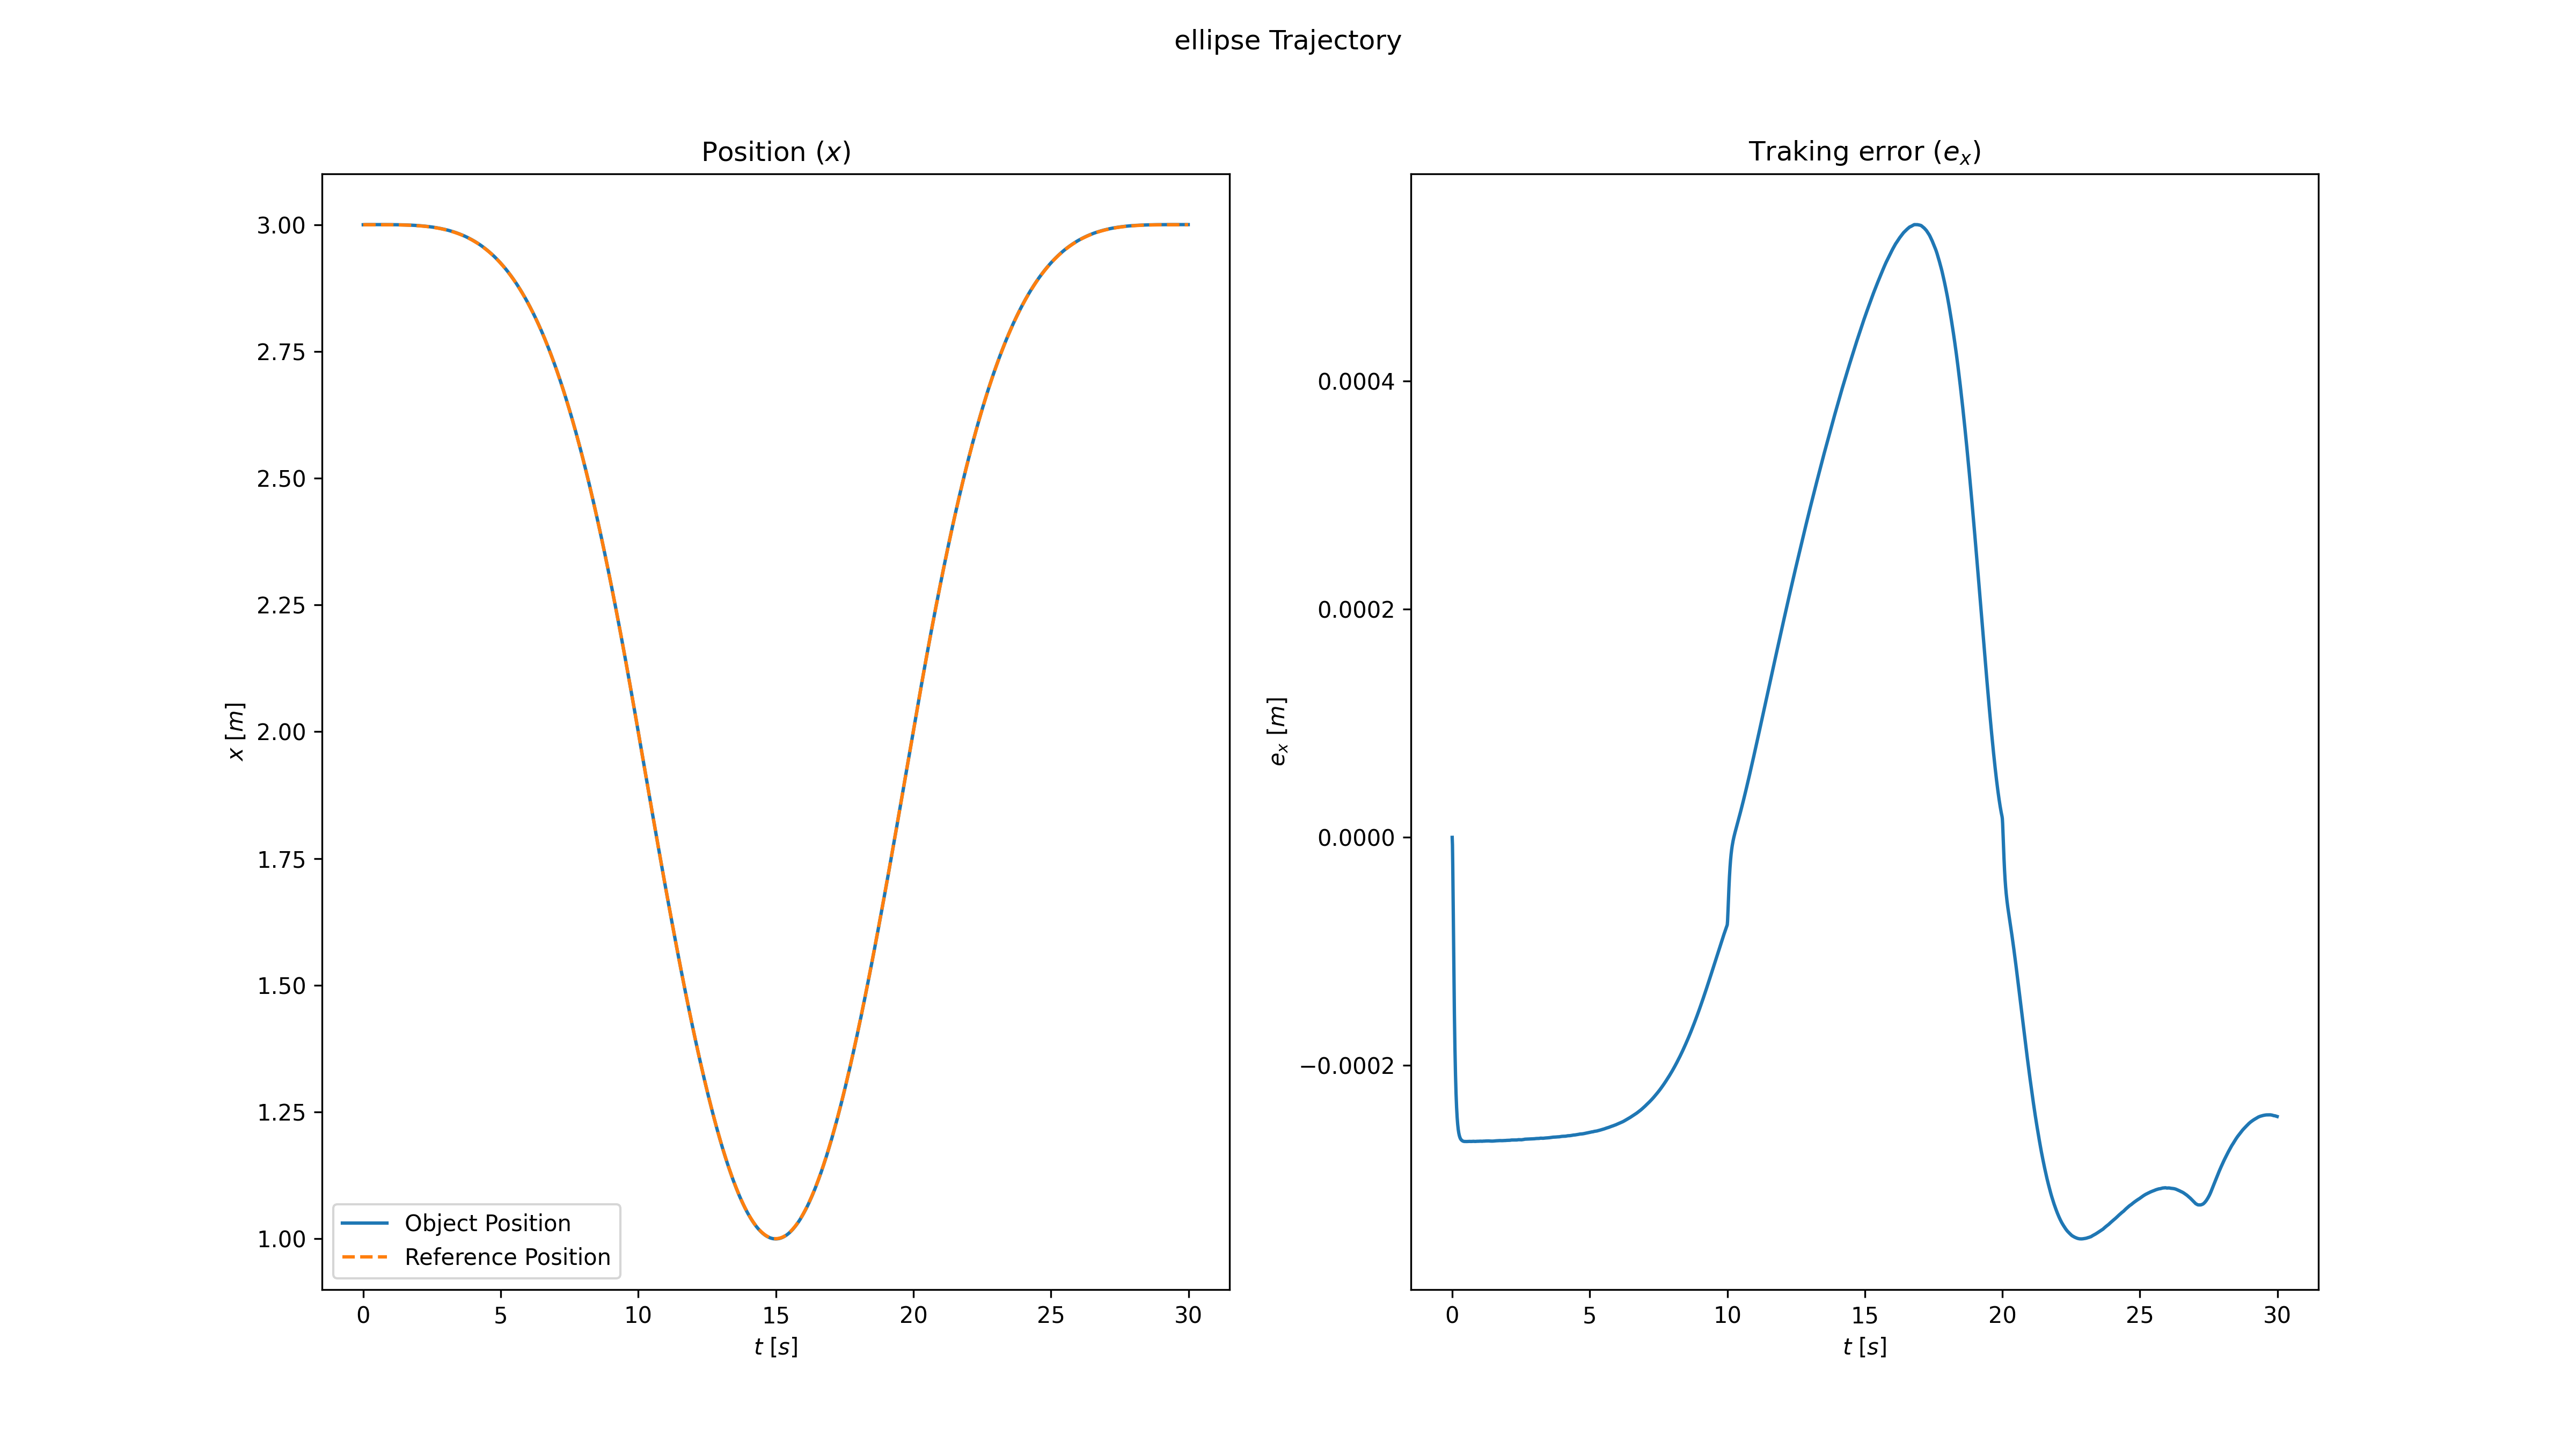 ellipse Trajectory
Position (x)
3.00
2.75
2.50
2.25
2.00
1.75
1.50
1.25
1.00
x [m]
Object Position
Reference Position
0 5 10 15 20 25 30
t [s]
Traking error (eₓ)
0.0004
0.0002
0.0000
−0.0002
eₓ [m]
0 5 10 15 20 25 30
t [s]